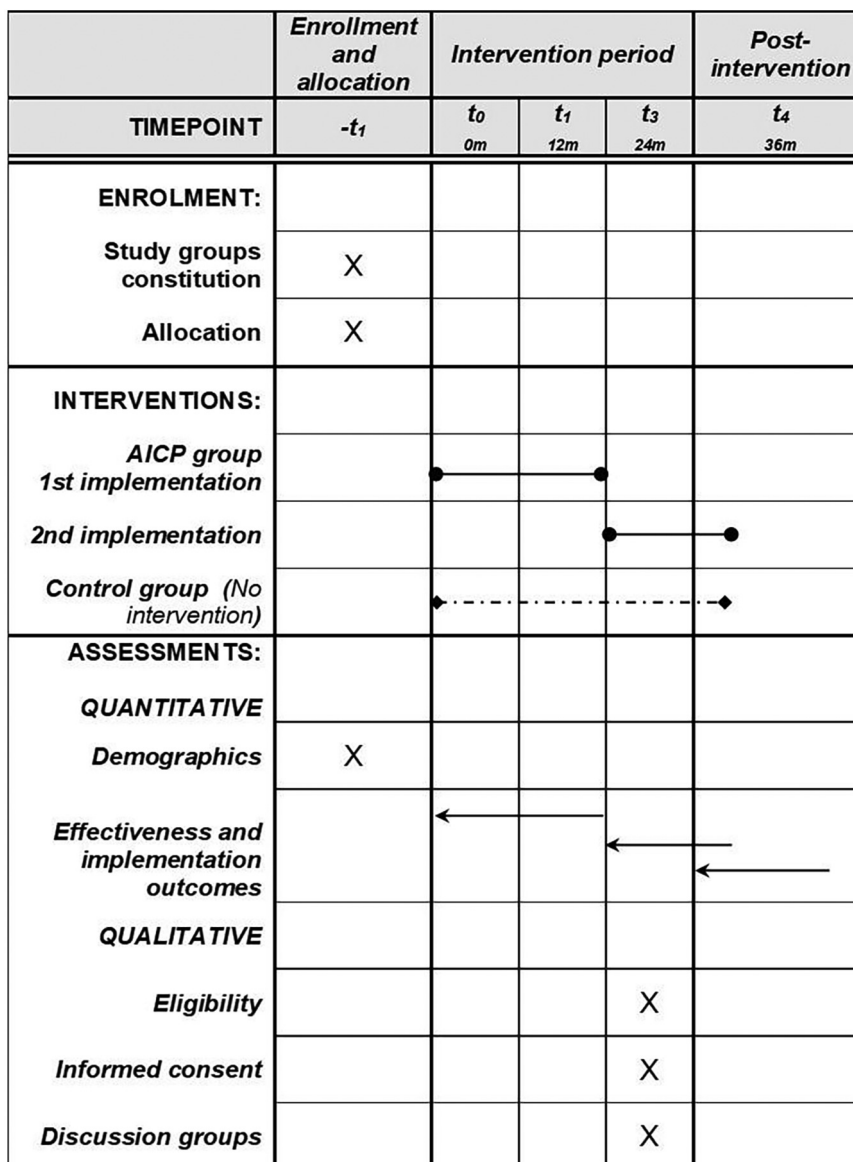 Enrollment and allocation
Intervention period
Post-intervention
TIMEPOINT
-t1
t0
0m
t1
12m
t3
24m
t4
36m
ENROLMENT:
Study groups
constitution
X
Allocation
X
INTERVENTIONS:
AICP group
1st implementation
2nd implementation
Control group (No
intervention)
ASSESSMENTS:
QUANTITATIVE
Demographics
X
Effectiveness and
implementation
outcomes
QUALITATIVE
Eligibility
X
Informed consent
X
Discussion groups
X